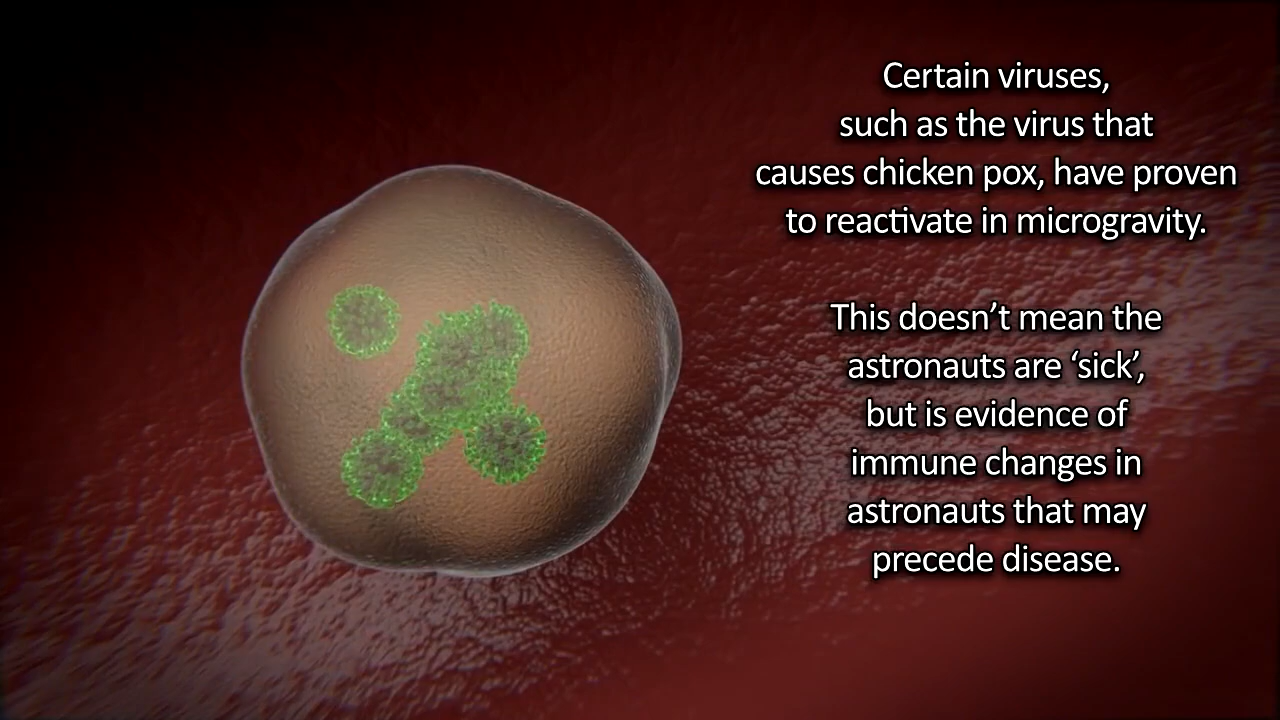 Certain viruses,
such as the virus that
causes chicken pox, have proven
to reactivate in microgravity.
This doesn’t mean the
astronauts are ‘sick’,
but is evidence of
immune changes in
astronauts that may
precede disease.